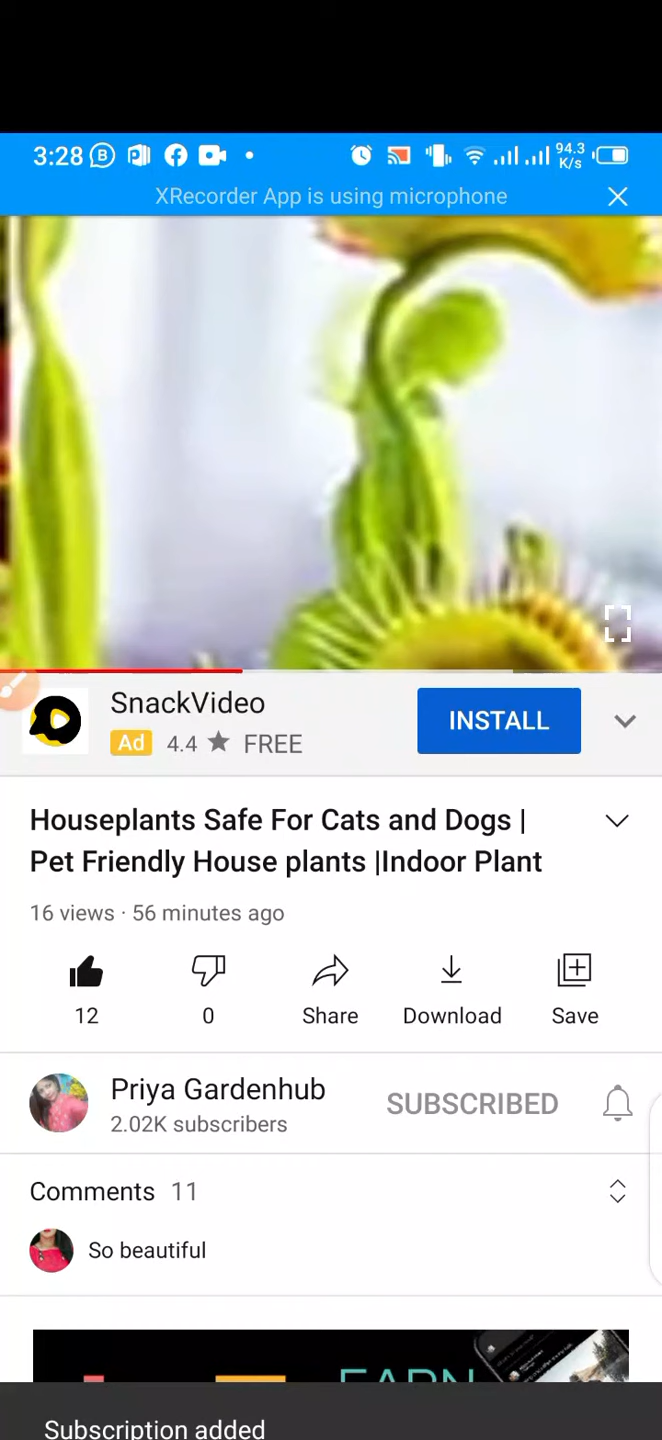 3:28
94.3
K/s
XRecorder App is using microphone
SnackVideo
INSTALL
Ad 4.4 ★ FREE
Houseplants Safe For Cats and Dogs |
Pet Friendly House plants |Indoor Plant
16 views · 56 minutes ago
12
0
Share
Download
Save
Priya Gardenhub
SUBSCRIBED
2.02K subscribers
Comments 11
So beautiful
EARN
Subscription added